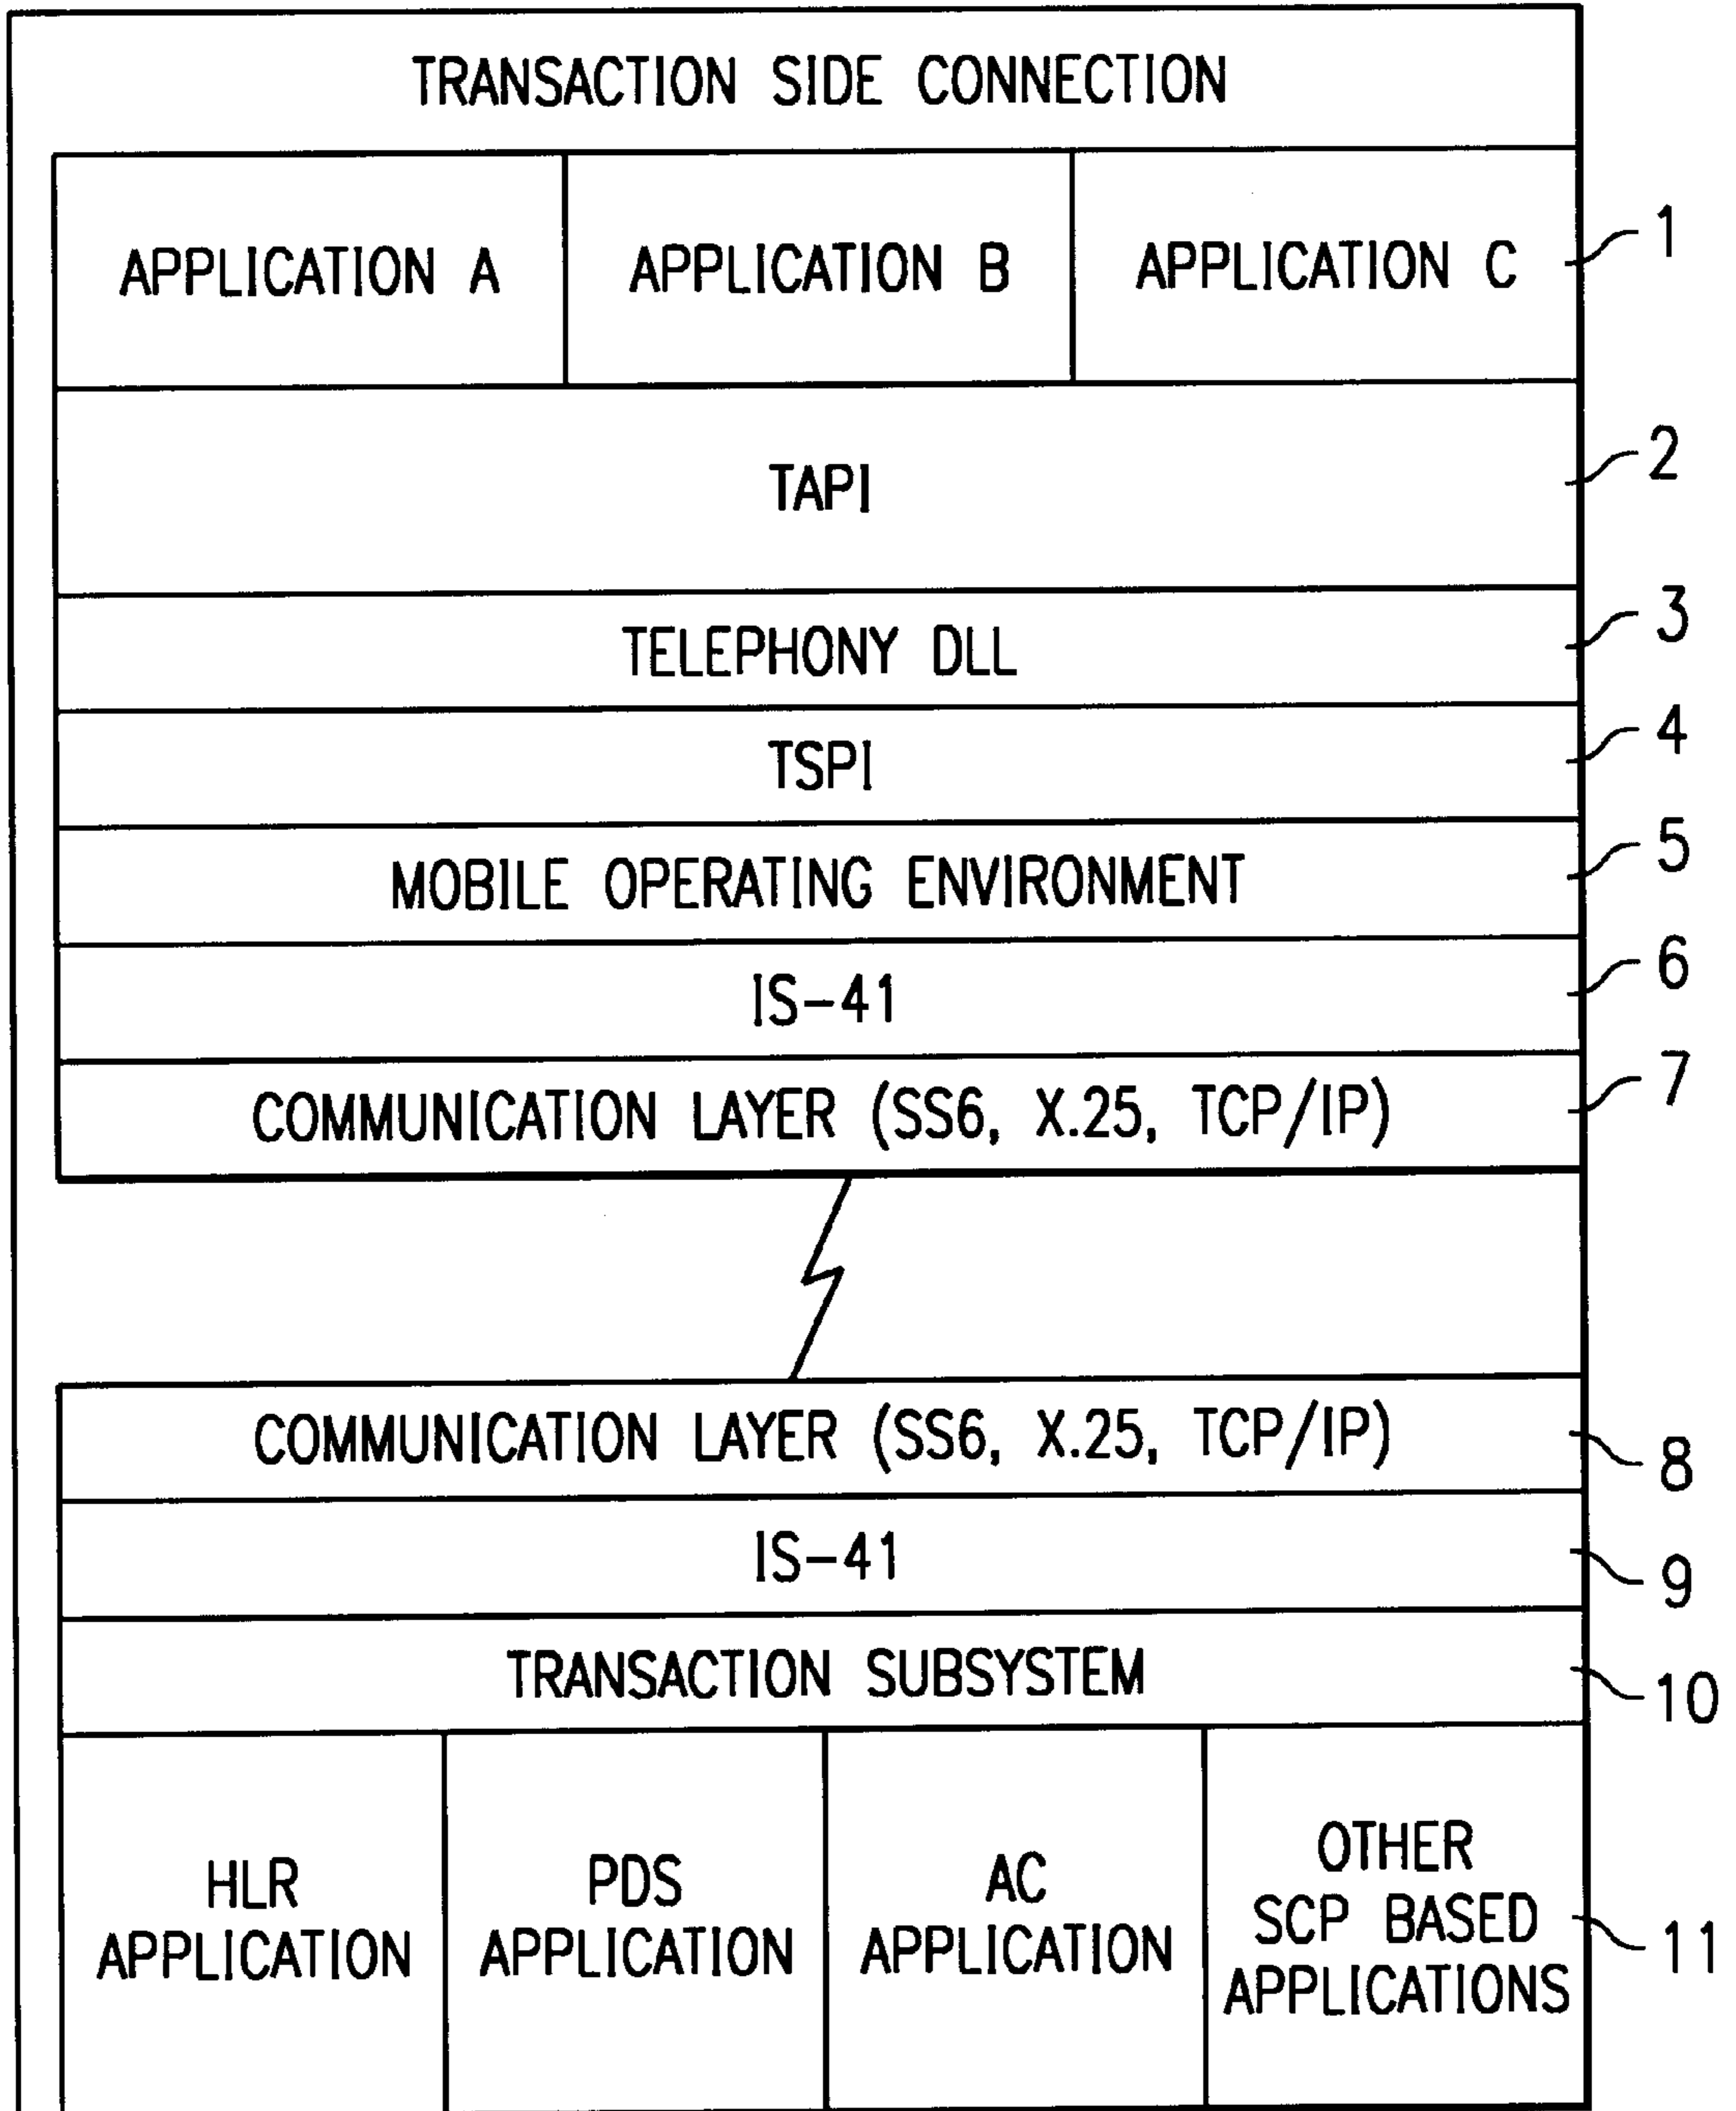 TRANSACTION SIDE CONNECTION
APPLICATION A
APPLICATION B
APPLICATION C
1
TAPI
2
TELEPHONY DLL
3
TSPI
4
MOBILE OPERATING ENVIRONMENT
5
IS-41
6
COMMUNICATION LAYER (SS6, X.25, TCP/IP)
7
COMMUNICATION LAYER (SS6, X.25, TCP/IP)
8
IS-41
9
TRANSACTION SUBSYSTEM
10
HLR
APPLICATION
PDS
APPLICATION
AC
APPLICATION
OTHER
SCP BASED
APPLICATIONS
11